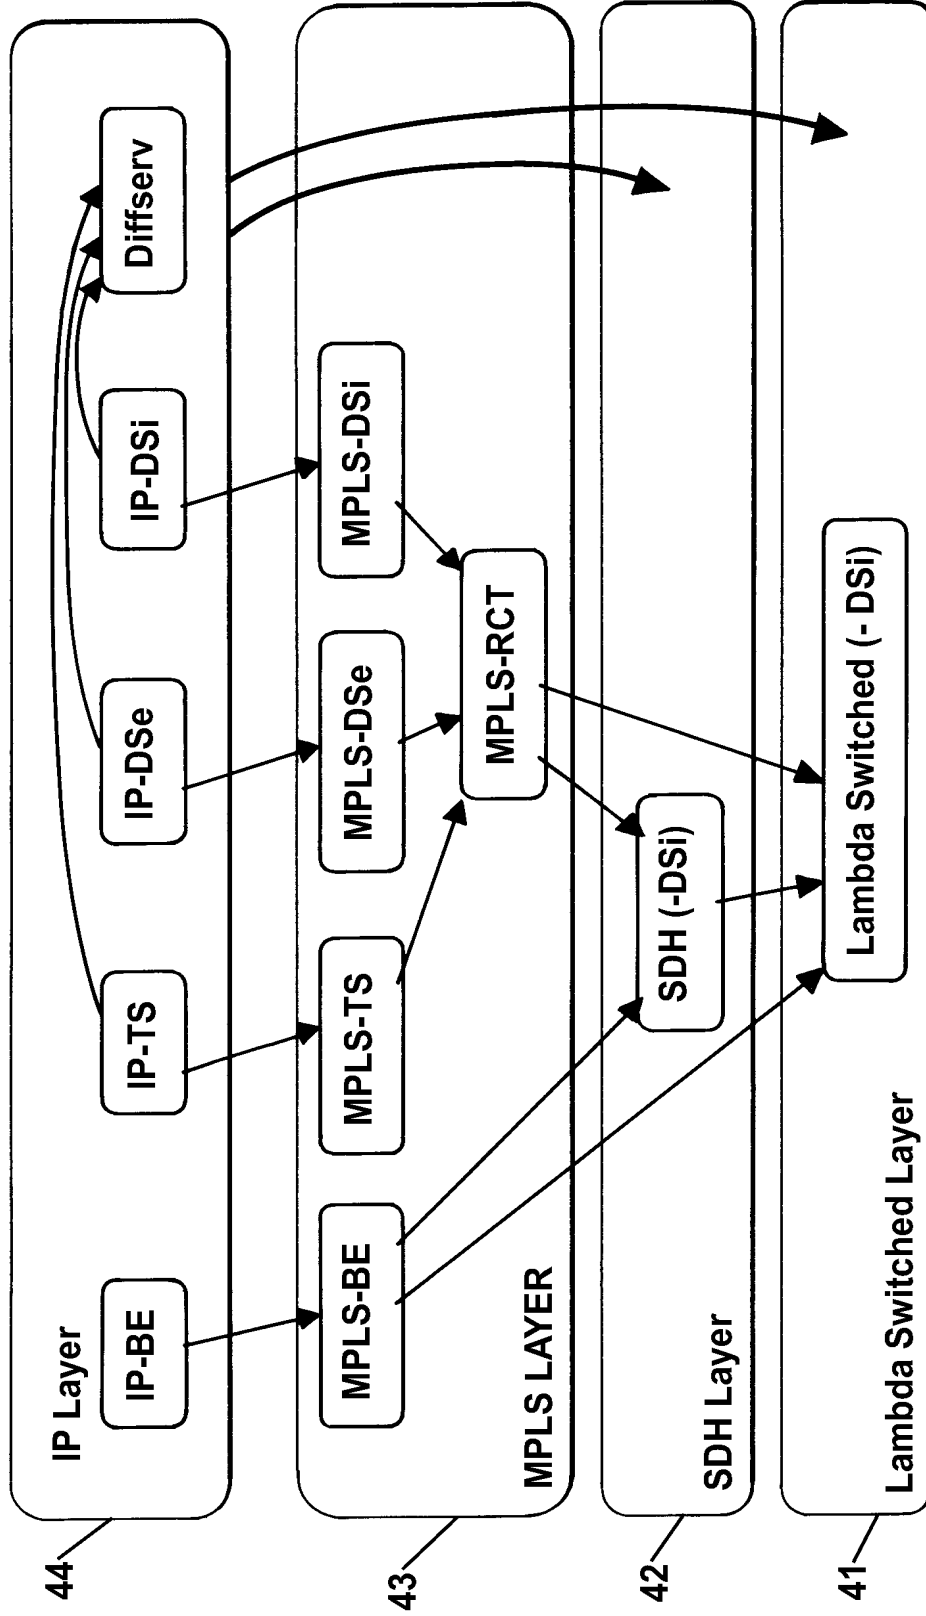 44
IP Layer
IP-BE
IP-TS
IP-DSe
IP-DSi
Diffserv
43
MPLS-BE
MPLS-TS
MPLS-DSe
MPLS-DSi
MPLS-RCT
MPLS LAYER
42
SDH (-DSi)
SDH Layer
41
Lambda Switched (- DSi)
Lambda Switched Layer